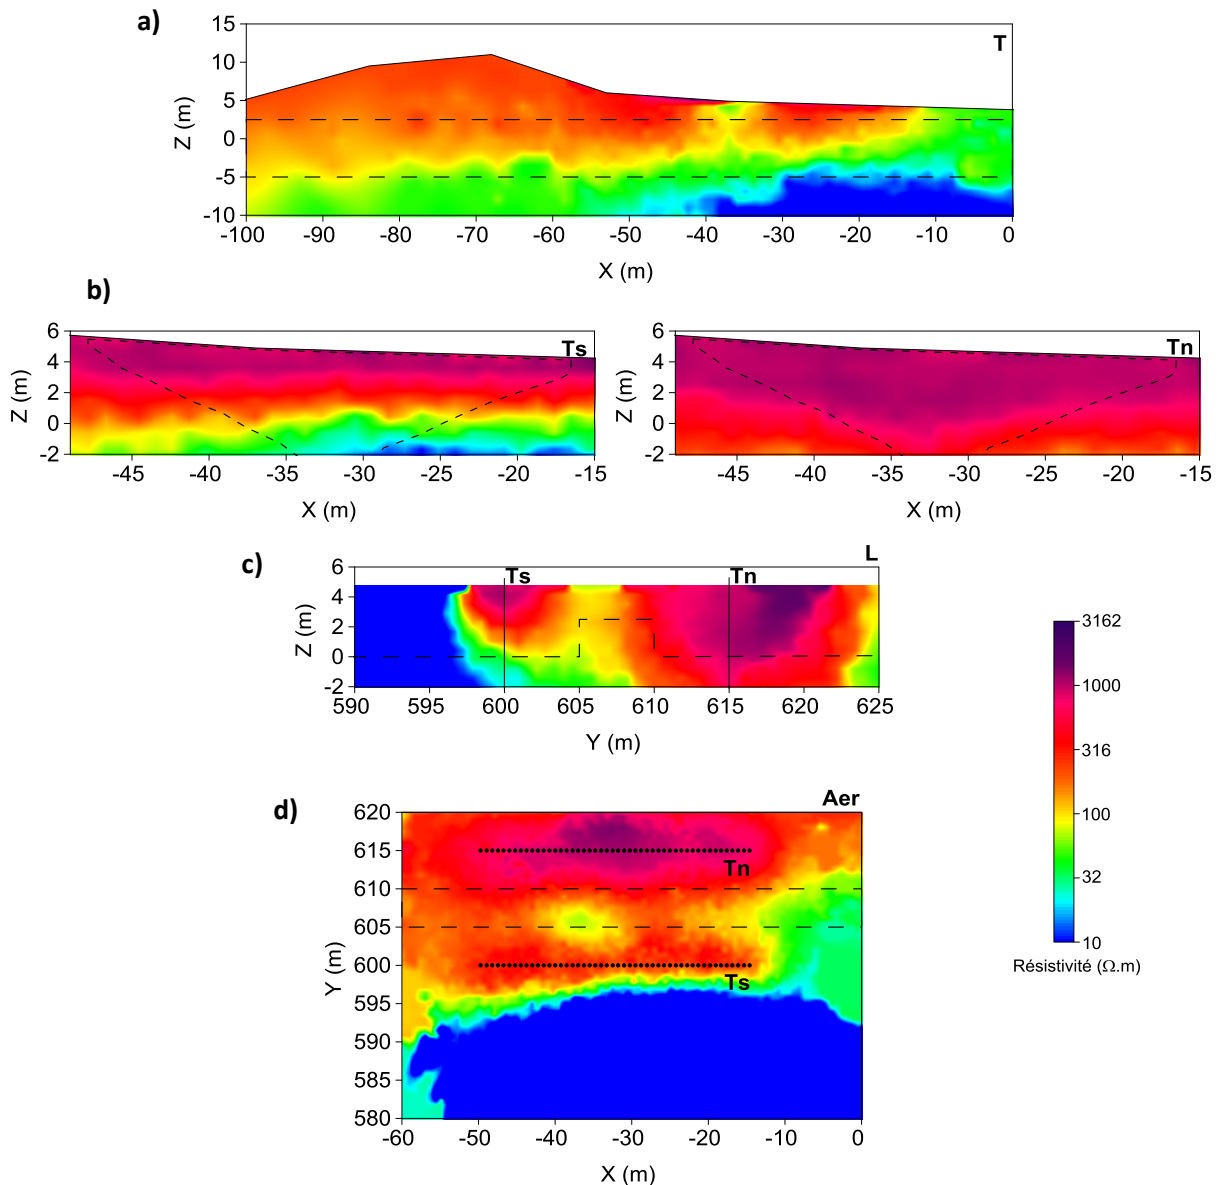 a)
T
15
10
5
0
-5
-10
Z (m)
-100 -90 -80 -70 -60 -50 -40 -30 -20 -10 0
X (m)
b)
Ts
6
4
2
0
-2
Z (m)
-45 -40 -35 -30 -25 -20 -15
X (m)
Tn
6
4
2
0
-2
Z (m)
-45 -40 -35 -30 -25 -20 -15
X (m)
c)
L
Ts Tn
6
4
2
0
-2
Z (m)
590 595 600 605 610 615 620 625
Y (m)
3162
1000
316
100
32
10
Résistivité (Ω.m)
d)
Aer
620
615
610
605
600
595
590
585
580
Y (m)
Tn
Ts
-60 -50 -40 -30 -20 -10 0
X (m)